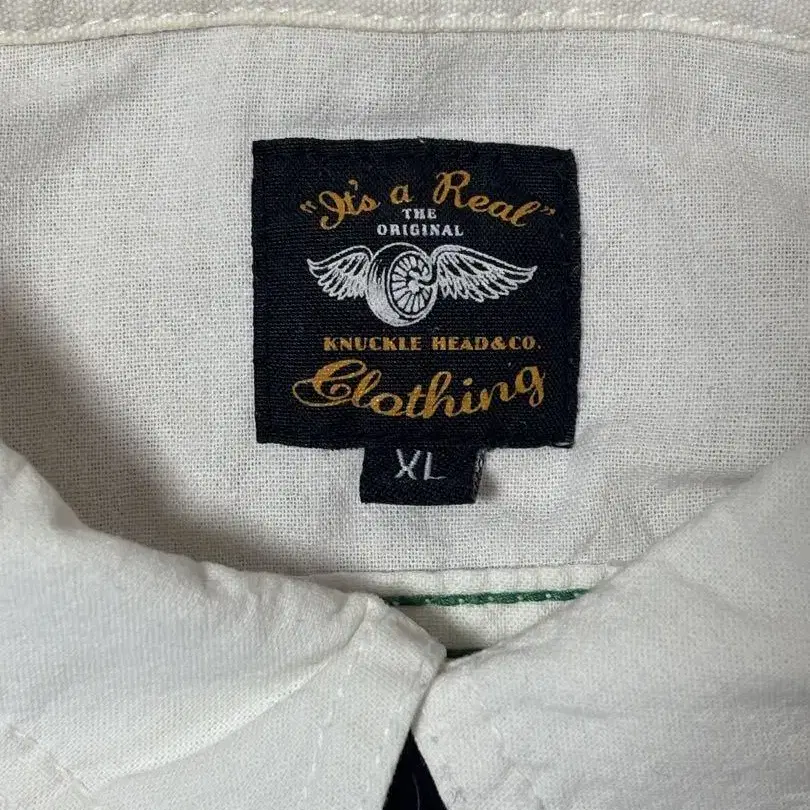 "It's a Real"
THE
ORIGINAL
KNUCKLE HEAD&CO.
Clothing
XL